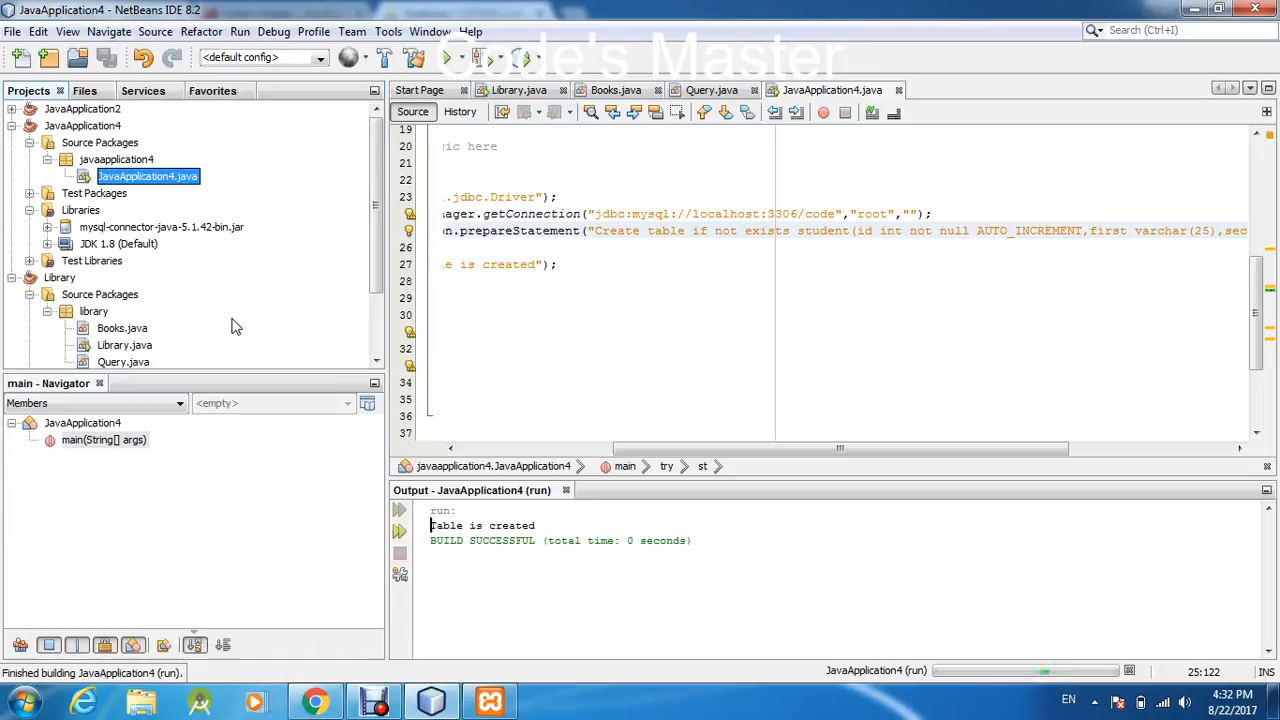 JavaApplication4 - NetBeans IDE 8.2
File Edit View Navigate Source Refactor Run Debug Profile Team Tools Window Help
Search (Ctrl+I)
<default config>
Code's Master
Projects Files Services Favorites
Start Page Library.java Books.java Query.java JavaApplication4.java
Source History
JavaApplication2
JavaApplication4
Source Packages
javaapplication4
JavaApplication4.java
Test Packages
Libraries
mysql-connector-java-5.1.42-bin.jar
JDK 1.8 (Default)
Test Libraries
Library
Source Packages
library
Books.java
Library.java
Query.java
19
20 gic here
21
22
23 .jdbc.Driver");
ager.getConnection("jdbc:mysql://localhost:3306/code","root","");
on.prepareStatement("Create table if not exists student(id int not null AUTO_INCREMENT,first varchar(25),sec
26
27 le is created");
28
29
30
32
34
35
36
37
main - Navigator
Members <empty>
JavaApplication4
main(String[] args)
javaapplication4.JavaApplication4 main try st
Output - JavaApplication4 (run)
run:
Table is created
BUILD SUCCESSFUL (total time: 0 seconds)
Finished building JavaApplication4 (run).
JavaApplication4 (run)
25:122 INS
EN
4:32 PM
8/22/2017